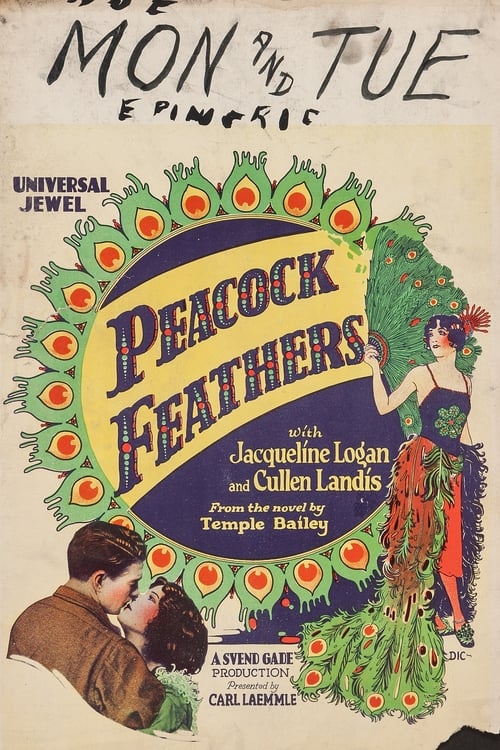 MON AND TUE
UNIVERSAL
JEWEL
PEACOCK
FEATHERS
with
Jacqueline Logan
and Cullen Landis
From the novel by
Temple Bailey
A SVEND GADE
PRODUCTION
Presented by
CARL LAEMMLE
DIC